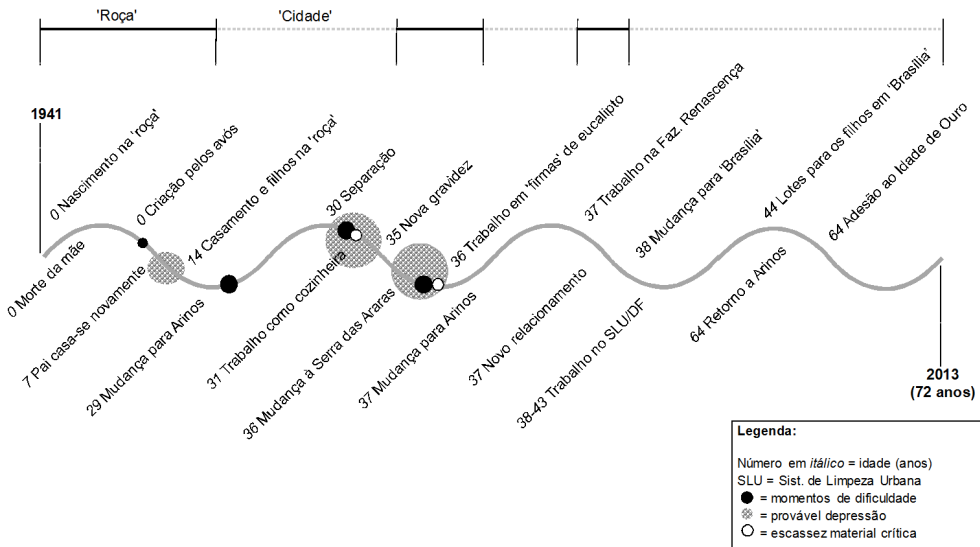 'Roça'
'Cidade'
1941
0 Nascimento na 'roça'
0 Criação pelos avós
14 Casamento e filhos na 'roça'
30 Separação
35 Nova gravidez
36 Trabalho em 'firmas' de eucalipto
37 Trabalho na Faz. Renascença
38 Mudança para 'Brasília'
44 Lotes para os filhos em 'Brasília'
64 Adesão ao Idade de Ouro
0 Morte da mãe
7 Pai casa-se novamente
29 Mudança para Arinos
31 Trabalho como cozinheira
36 Mudança à Serra das Araras
37 Mudança para Arinos
37 Novo relacionamento
38-43 Trabalho no SLU/DF
64 Retorno a Arinos
2013
(72 anos)
Legenda:
Número em itálico = idade (anos)
SLU = Sist. de Limpeza Urbana
= momentos de dificuldade
= provável depressão
= escassez material crítica